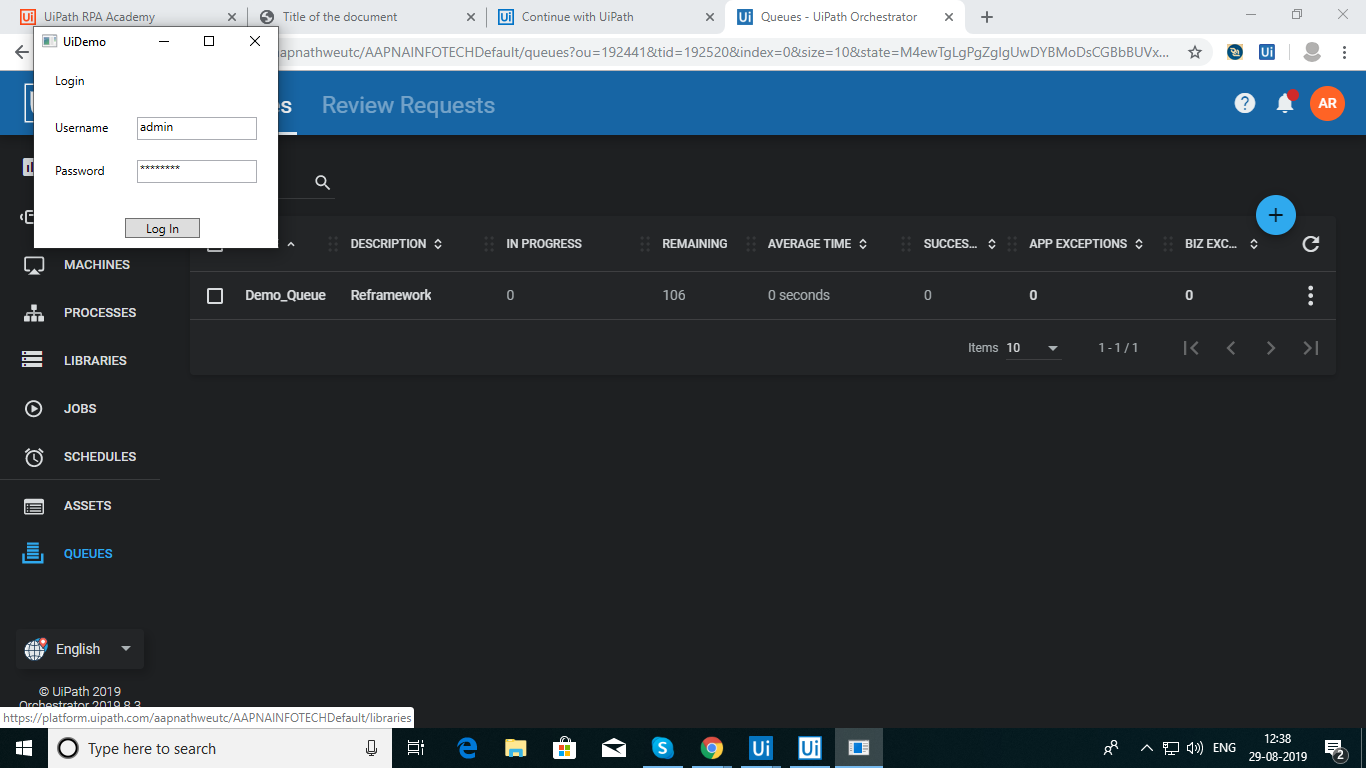 UiPath RPA Academy
Title of the document
Continue with UiPath
Queues - UiPath Orchestrator
aapnathweutc/AAPNAINFOTECHDefault/queues?ou=192441&tid=192520&index=0&size=10&state=M4ewTgLgPgZglgUwDYBMoDsCGBbBUVx...
UiDemo
Login
Username admin
Password ********
Log In
es Review Requests
AR
DESCRIPTION IN PROGRESS REMAINING AVERAGE TIME SUCCES... APP EXCEPTIONS BIZ EXC...
Demo_Queue Reframework 0 106 0 seconds 0 0 0
Items 10 1 - 1 / 1
MACHINES
PROCESSES
LIBRARIES
JOBS
SCHEDULES
ASSETS
QUEUES
English
© UiPath 2019
Orchestrator 2019.8.3
https://platform.uipath.com/aapnathweutc/AAPNAINFOTECHDefault/libraries
Type here to search
ENG
12:38
29-08-2019
2